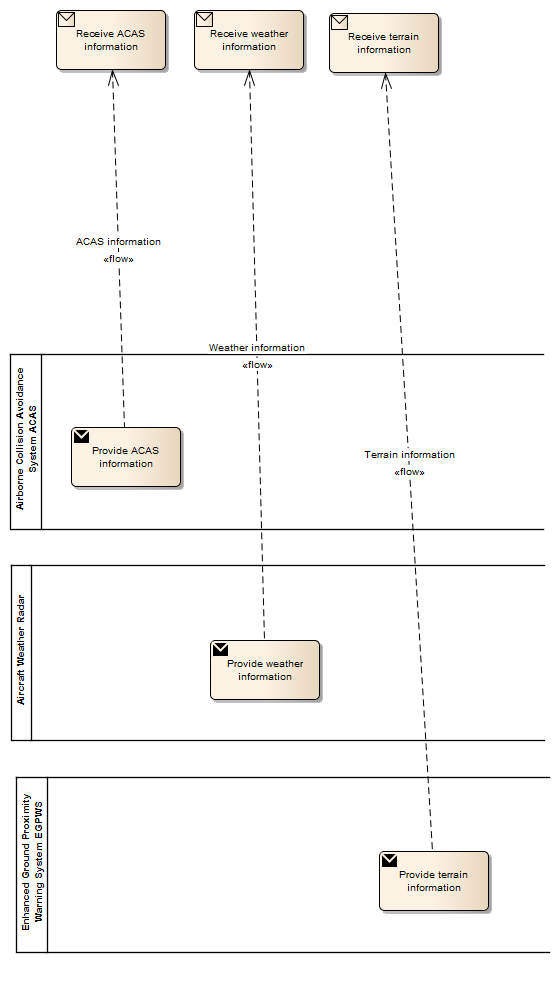 Receive ACAS
information
Receive weather
information
Receive terrain
information
ACAS information
«flow»
Weather information
«flow»
Airborne Collision Avoidance
System ACAS
Provide ACAS
information
Terrain information
«flow»
Aircraft Weather Radar
Provide weather
information
Enhanced Ground Proximity
Warning System EGPWS
Provide terrain
information